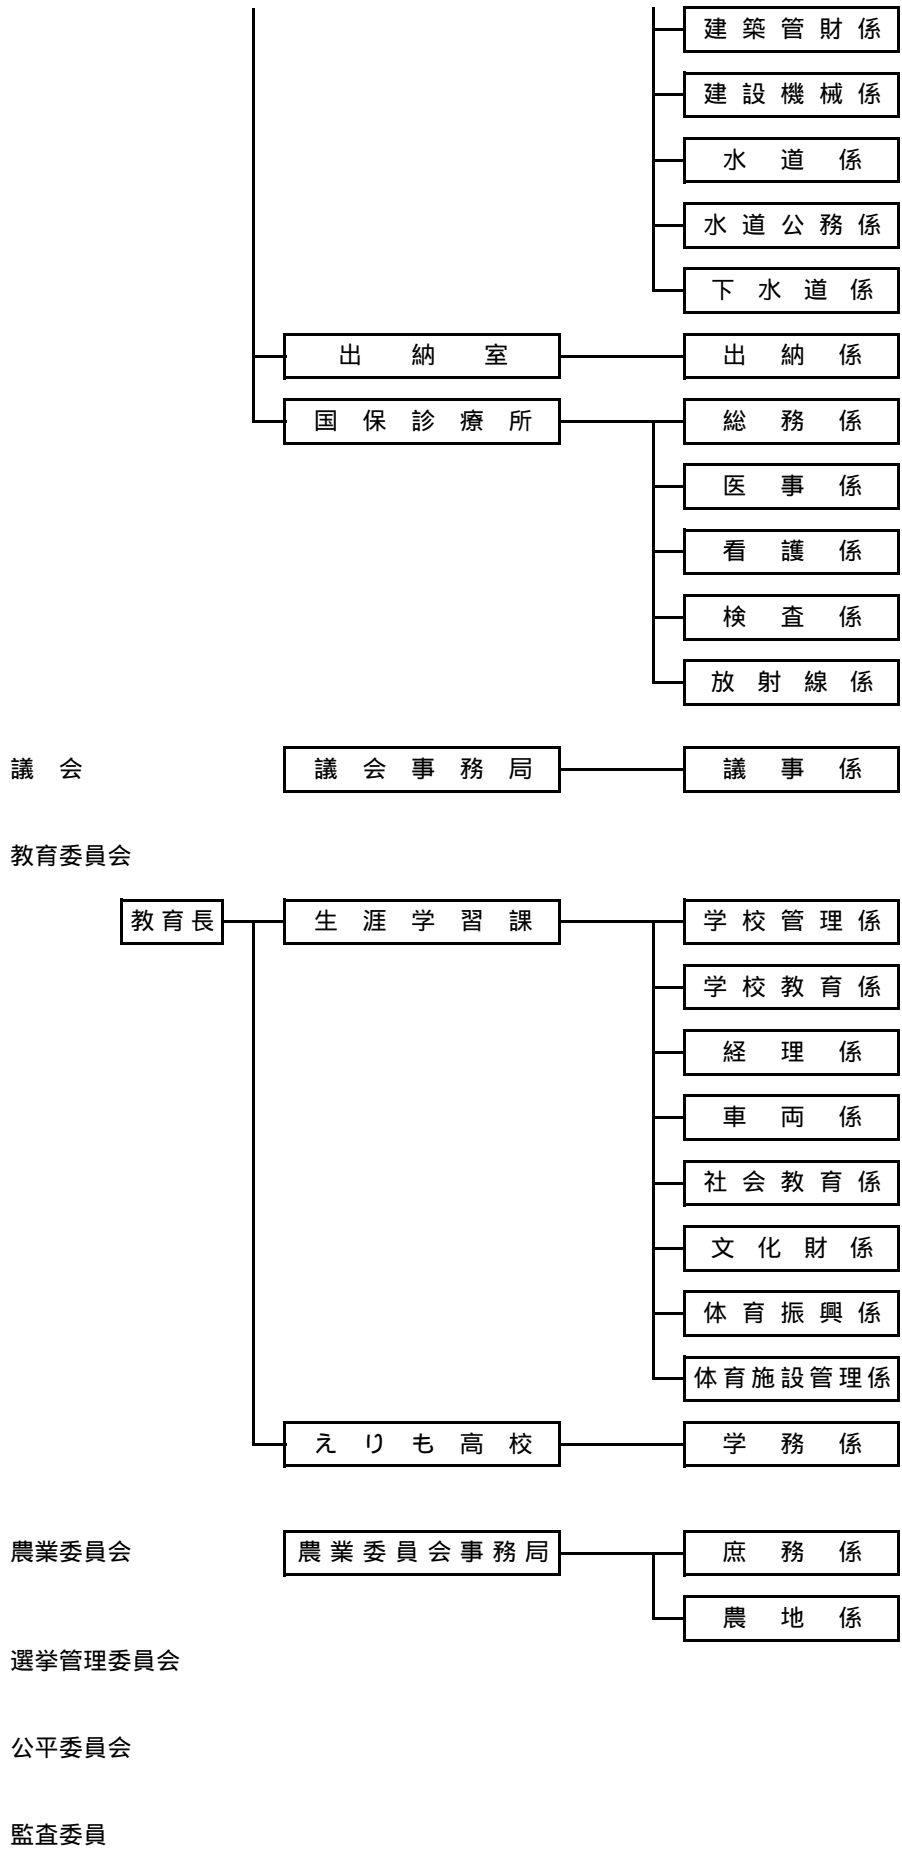 建築管財係
建設機械係
水道係
水道公務係
下水道係
出納室 出納係
国保診療所 総務係
医事係
看護係
検査係
放射線係
議会 議会事務局 議事係
教育委員会
教育長 生涯学習課 学校管理係
学校教育係
経理係
車両係
社会教育係
文化財係
体育振興係
体育施設管理係
えりも高校 学務係
農業委員会 農業委員会事務局 庶務係
農地係
選挙管理委員会
公平委員会
監査委員